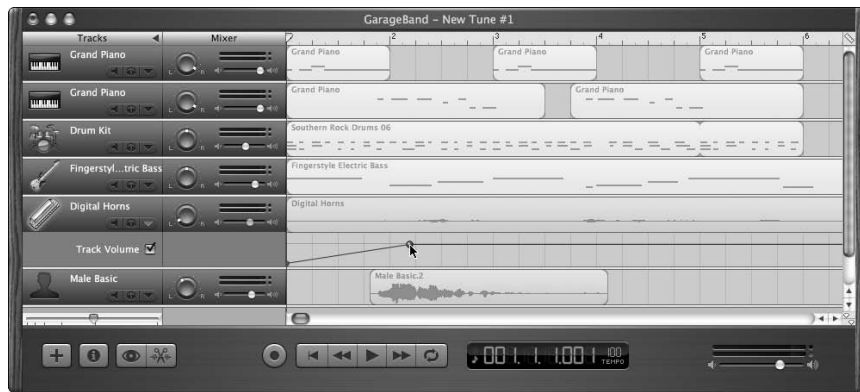 GarageBand – New Tune #1
Tracks Mixer
2 3 4 5 6
Grand Piano
L R
Grand Piano Grand Piano Grand Piano
Grand Piano
L R
Grand Piano Grand Piano
Drum Kit
L R
Southern Rock Drums 06
Fingerstyl...tric Bass
L R
Fingerstyle Electric Bass
Digital Horns
L R
Digital Horns
Track Volume
Male Basic
L R
Male Basic.2
001. 1. 1.001 100
TEMPO